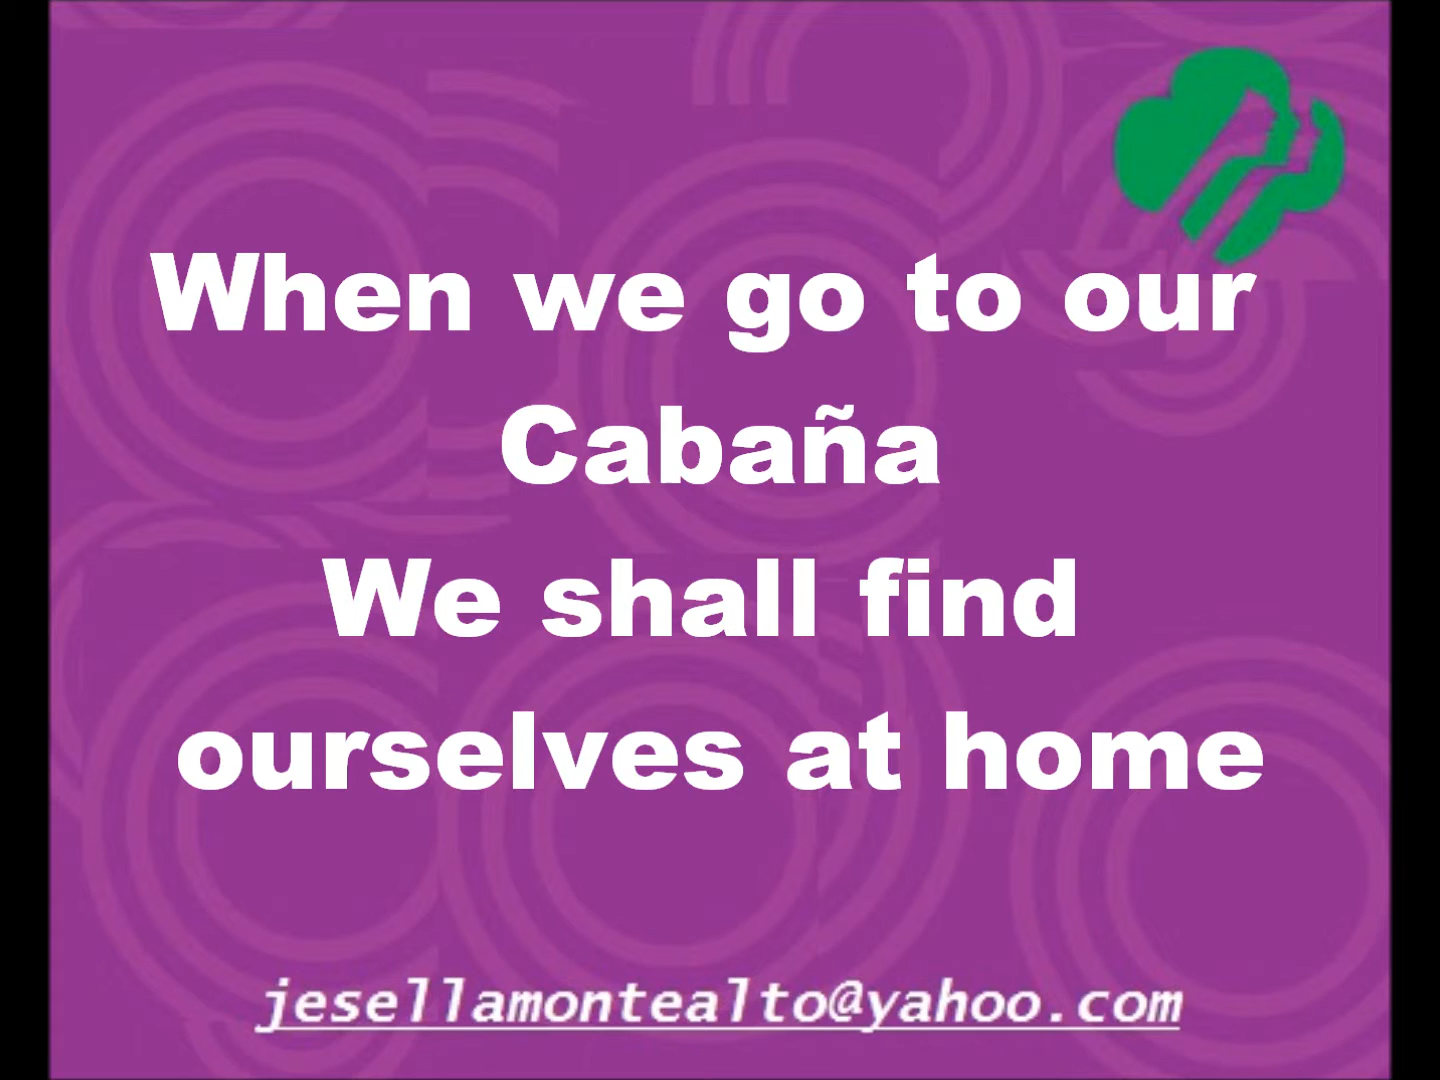 When we go to our
Cabaña
We shall find
ourselves at home
jesellamontealto@yahoo.com